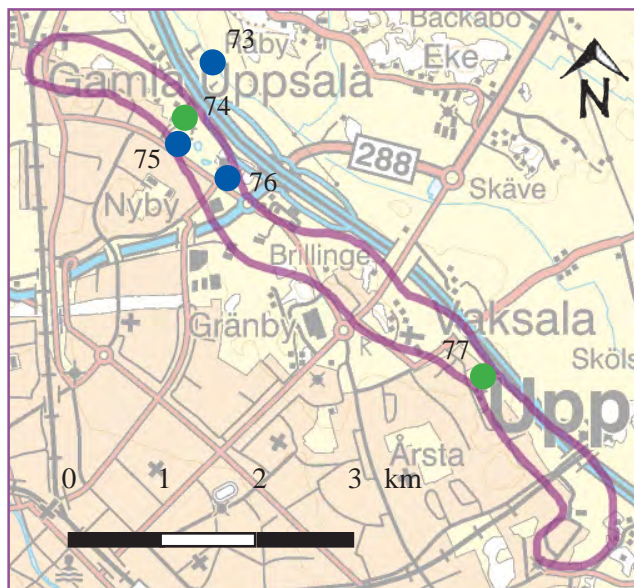 Backabo
73
Eke
Gamla Uppsala
74
75
76
288
Skäve
Nyby
Brillinge
Gränby
Vaksala
K
77
Sköls
Upp
Årsta
0 1 2 3 km
N